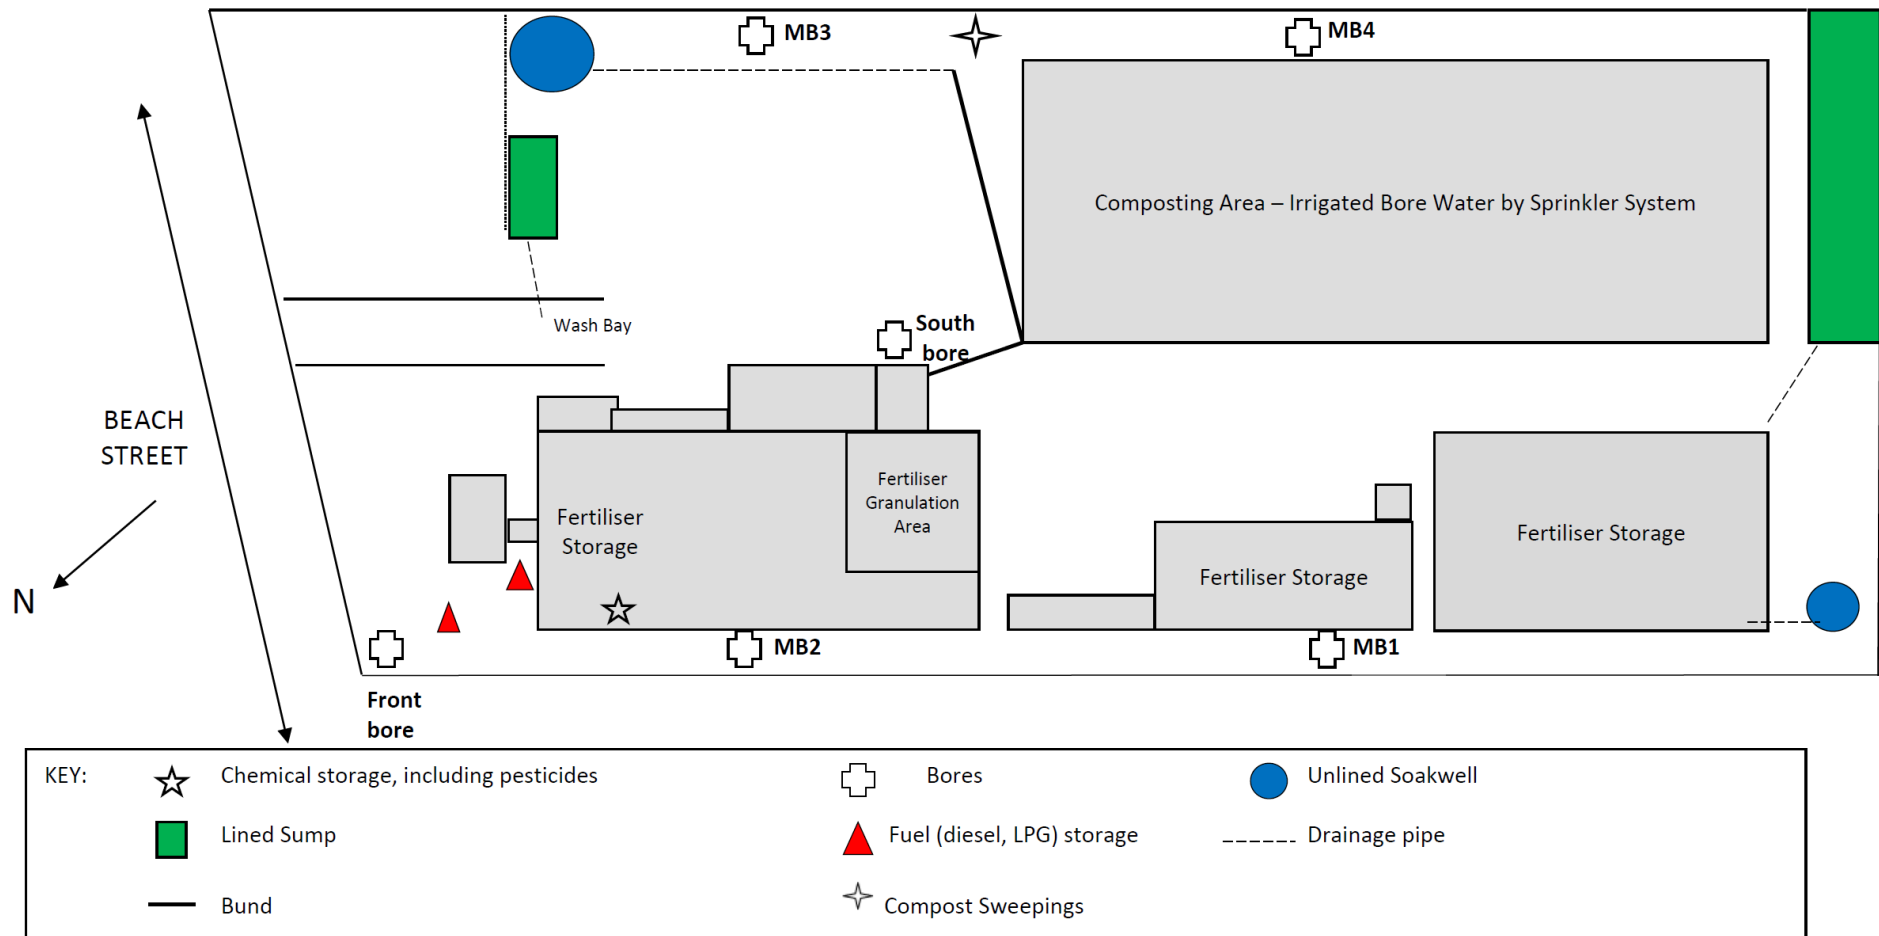 MB3
MB4
Composting Area – Irrigated Bore Water by Sprinkler System
Wash Bay
South
bore
BEACH
STREET
Fertiliser
Granulation
Area
Fertiliser
Storage
Fertiliser Storage
Fertiliser Storage
N
MB2
MB1
Front
bore
KEY:
Chemical storage, including pesticides
Bores
Unlined Soakwell
Lined Sump
Fuel (diesel, LPG) storage
Drainage pipe
Bund
Compost Sweepings